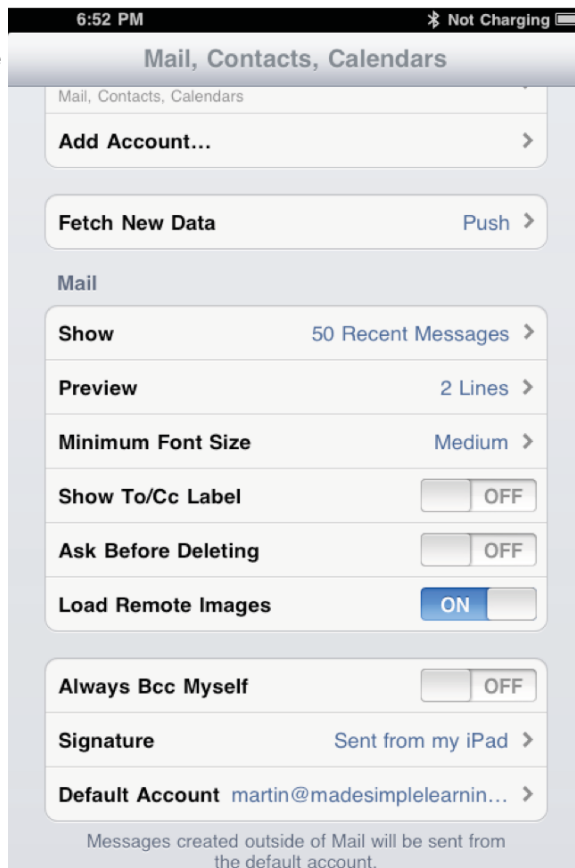 6:52 PM Not Charging
Mail, Contacts, Calendars
Mail, Contacts, Calendars
Add Account...
Fetch New Data Push
Mail
Show 50 Recent Messages
Preview 2 Lines
Minimum Font Size Medium
Show To/Cc Label OFF
Ask Before Deleting OFF
Load Remote Images ON
Always Bcc Myself OFF
Signature Sent from my iPad
Default Account martin@madesimplelearnin...
Messages created outside of Mail will be sent from
the default account.